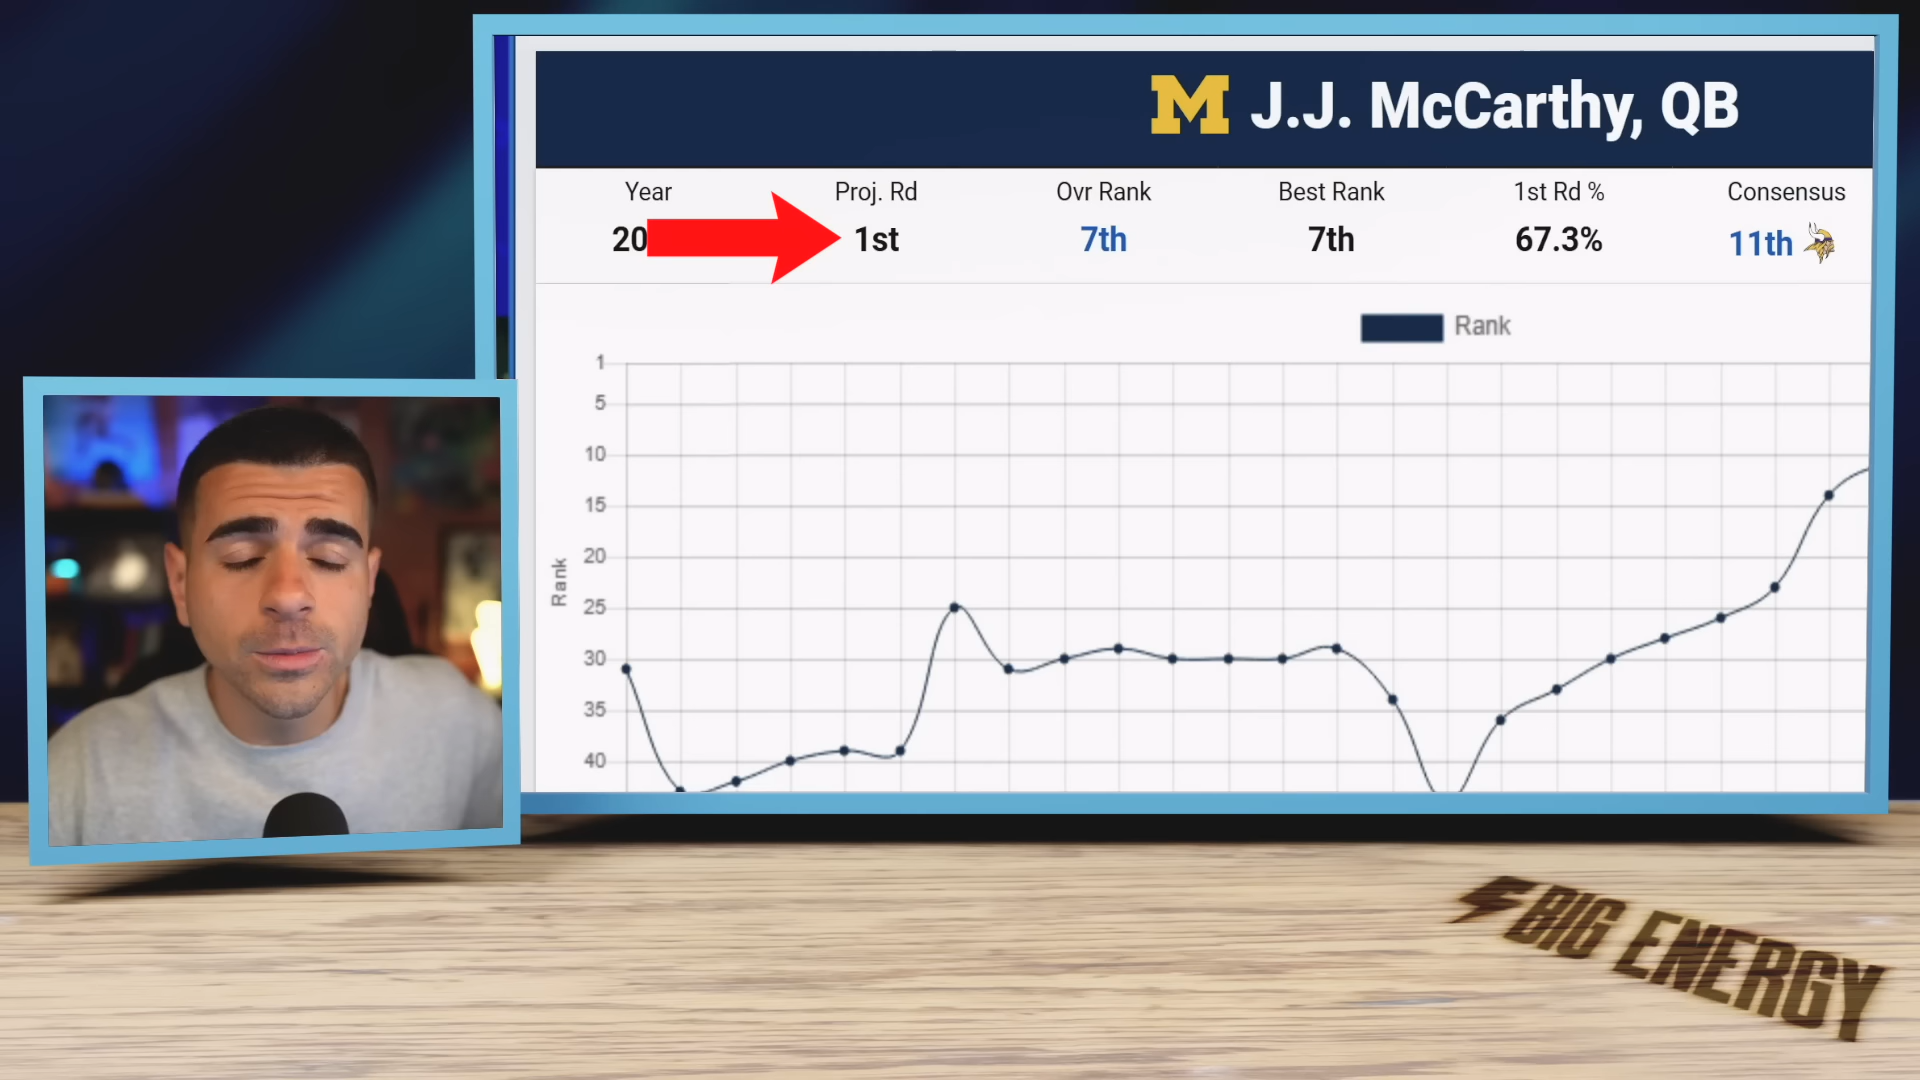 M J.J. McCarthy, QB
Year Proj. Rd Ovr Rank Best Rank 1st Rd % Consensus
20 1st 7th 7th 67.3% 11th
Rank
1
5
10
15
20
25
30
35
40
Rank
BIG ENERGY